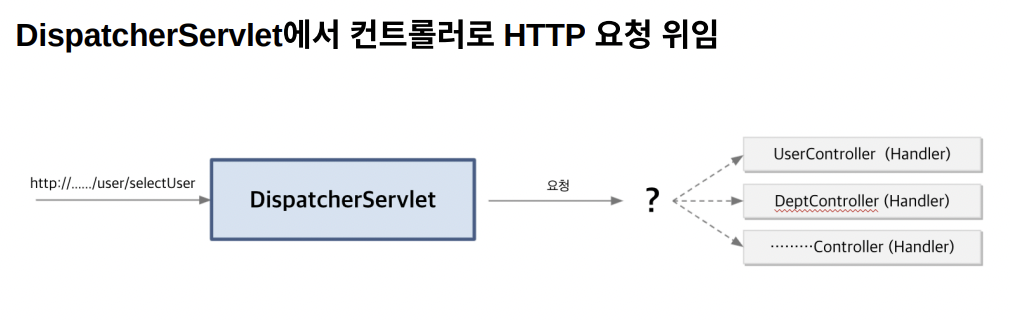 DispatcherServlet에서 컨트롤러로 HTTP 요청 위임
http://....../user/selectUser
DispatcherServlet
요청
?
UserController (Handler)
DeptController (Handler)
·········Controller (Handler)